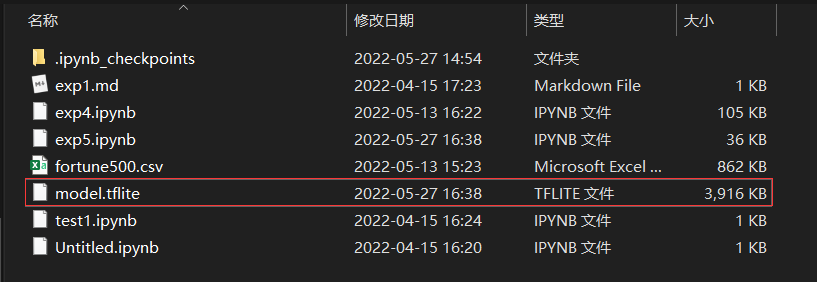 名称 修改日期 类型 大小
.ipynb_checkpoints 2022-05-27 14:54 文件夹
exp1.md 2022-04-15 17:23 Markdown File 1 KB
exp4.ipynb 2022-05-13 16:22 IPYNB 文件 105 KB
exp5.ipynb 2022-05-27 16:38 IPYNB 文件 36 KB
fortune500.csv 2022-05-13 15:23 Microsoft Excel ... 862 KB
model.tflite 2022-05-27 16:38 TFLITE 文件 3,916 KB
test1.ipynb 2022-04-15 16:24 IPYNB 文件 1 KB
Untitled.ipynb 2022-04-15 16:20 IPYNB 文件 1 KB